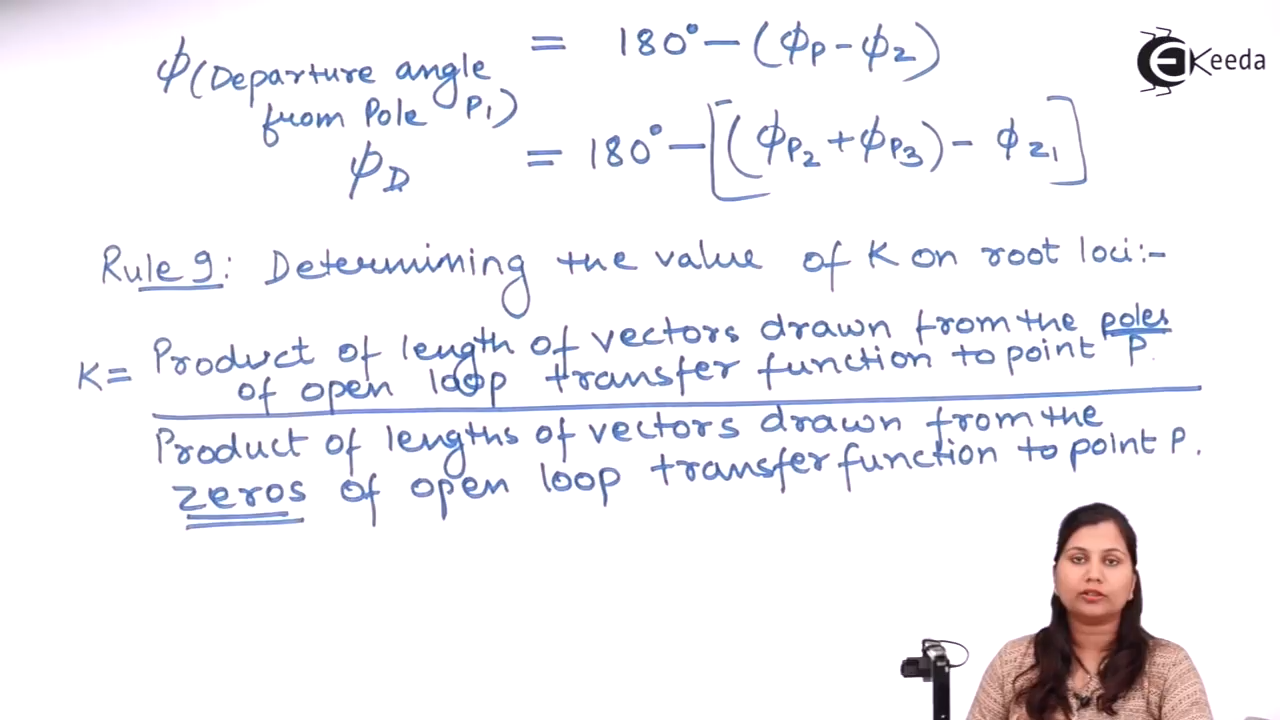 ϕ(Departure angle from Pole P₁) = 180° − (ϕP − ϕZ)
ϕD = 180° − [(ϕP₂ + ϕP₃) − ϕZ₁]
EKeeda
Rule 9: Determining the value of K on root loci:-
K = Product of length of vectors drawn from the poles
of open loop transfer function to point P.
Product of lengths of vectors drawn from the
zeros of open loop transfer function to point P.